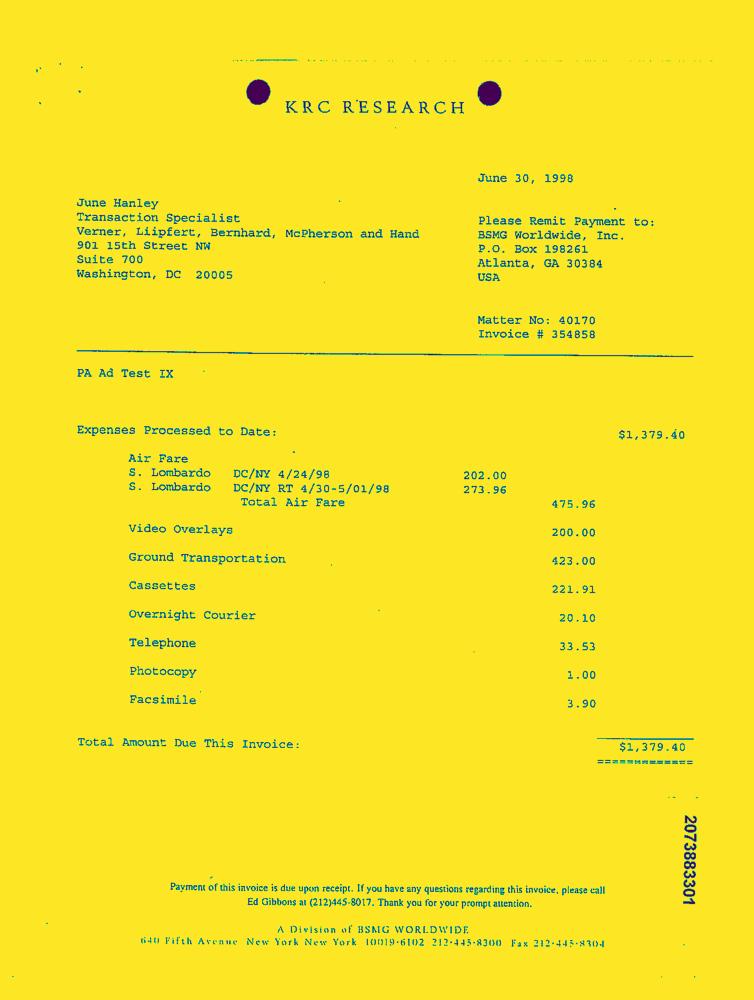 KRC RESEARCH
June 30, 1998
June Hanley
Transaction Specialist
Verner, Liipfert, Bernhard, McPherson and Hand
901 15th Street NW
Suite 700
Washington, DC 20005
Please Remit Payment to:
BSMG Worldwide, Inc.
P.O. Box 198261
Atlanta, GA 30384
USA
Matter No: 40170
Invoice # 354858
PA Ad Test IX
Expenses Processed to Date: $1,379.40
Air Fare
S. Lombardo DC/NY 4/24/98 202.00
S. Lombardo DC/NY RT 4/30-5/01/98 273.96
Total Air Fare 475.96
Video Overlays 200.00
Ground Transportation 423.00
Cassettes 221.91
Overnight Courier 20.10
Telephone 33.53
Photocopy 1.00
Facsimile 3.90
Total Amount Due This Invoice: $1,379.40
============
2073883301
Payment of this invoice is due upon receipt. If you have any questions regarding this invoice, please call
Ed Gibbons at (212)445-8017. Thank you for your prompt attention.
A Division of BSMG WORLDWIDE
640 Fifth Avenue New York New York 10019-6102 212-445-8300 Fax 212-445-8304